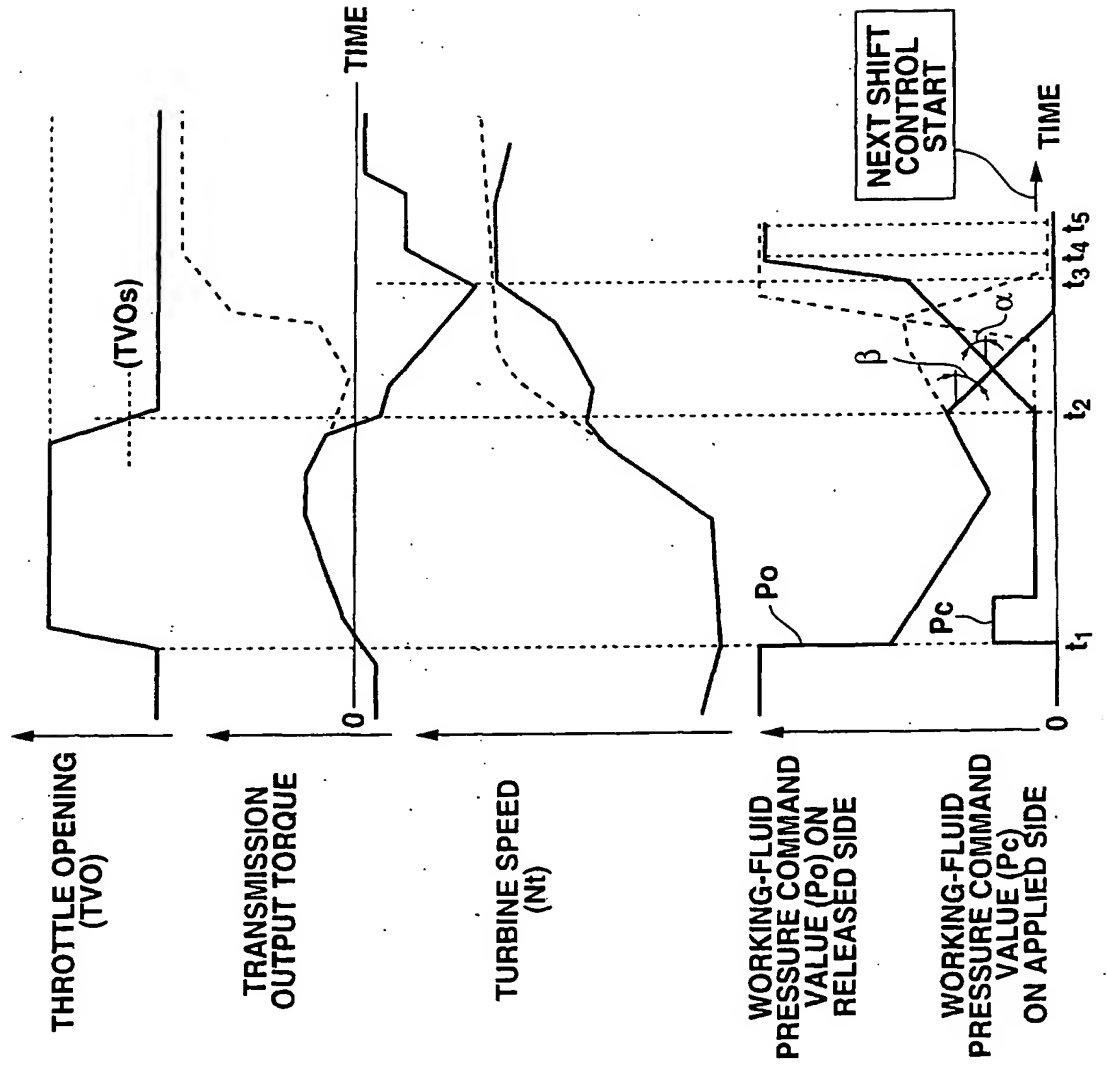 THROTTLE OPENING
(TVO)
(TVOs)
TRANSMISSION
OUTPUT TORQUE
0
TIME
TURBINE SPEED
(Nt)
WORKING-FLUID
PRESSURE COMMAND
VALUE (Po) ON
RELEASED SIDE
Po
β
α
NEXT SHIFT
CONTROL
START
WORKING-FLUID
PRESSURE COMMAND
VALUE (Pc)
ON APPLIED SIDE
Pc
0
TIME
t1
t2
t3
t4
t5